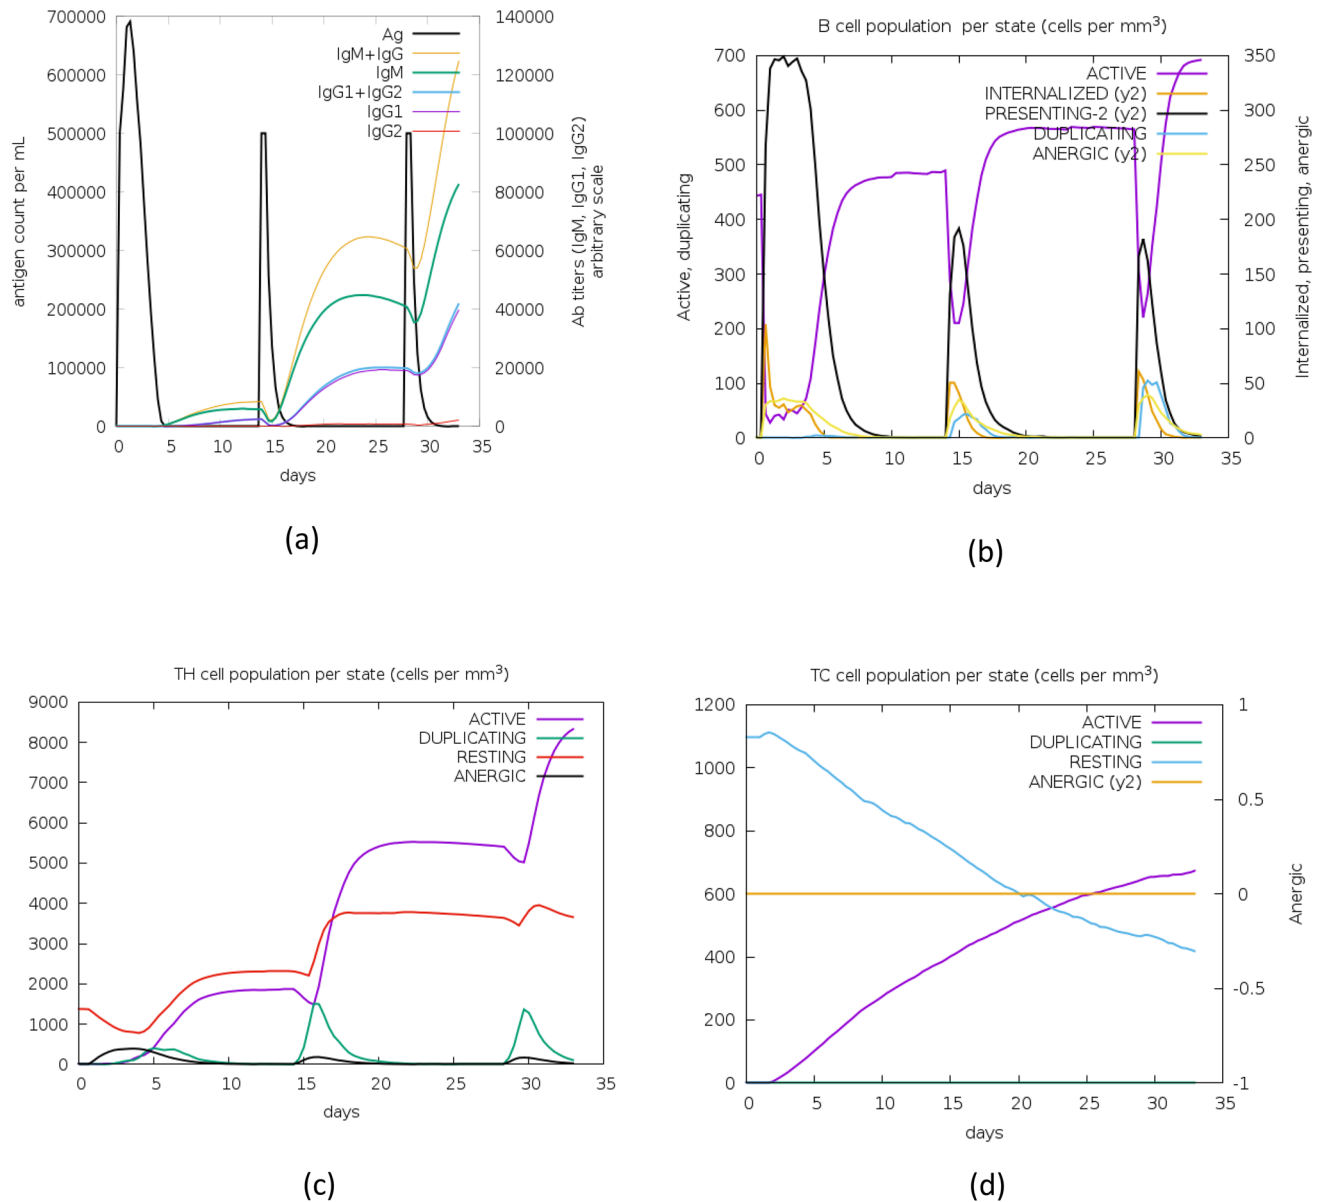 700000
600000
500000
400000
300000
200000
100000
0
antigen count per mL
140000
120000
100000
80000
60000
40000
20000
0
Ab titers (IgM, IgG1, IgG2)
arbitrary scale
Ag
IgM+IgG
IgM
IgG1+IgG2
IgG1
IgG2
0 5 10 15 20 25 30 35
days
(a)
B cell population per state (cells per mm³)
700
600
500
400
300
200
100
0
Active, duplicating
350
300
250
200
150
100
50
0
Internalized, presenting, anergic
ACTIVE
INTERNALIZED (y2)
PRESENTING-2 (y2)
DUPLICATING
ANERGIC (y2)
0 5 10 15 20 25 30 35
days
(b)
TH cell population per state (cells per mm³)
9000
8000
7000
6000
5000
4000
3000
2000
1000
0
ACTIVE
DUPLICATING
RESTING
ANERGIC
0 5 10 15 20 25 30 35
days
(c)
TC cell population per state (cells per mm³)
1200
1000
800
600
400
200
0
1
0.5
0
-0.5
-1
Anergic
ACTIVE
DUPLICATING
RESTING
ANERGIC (y2)
0 5 10 15 20 25 30 35
days
(d)